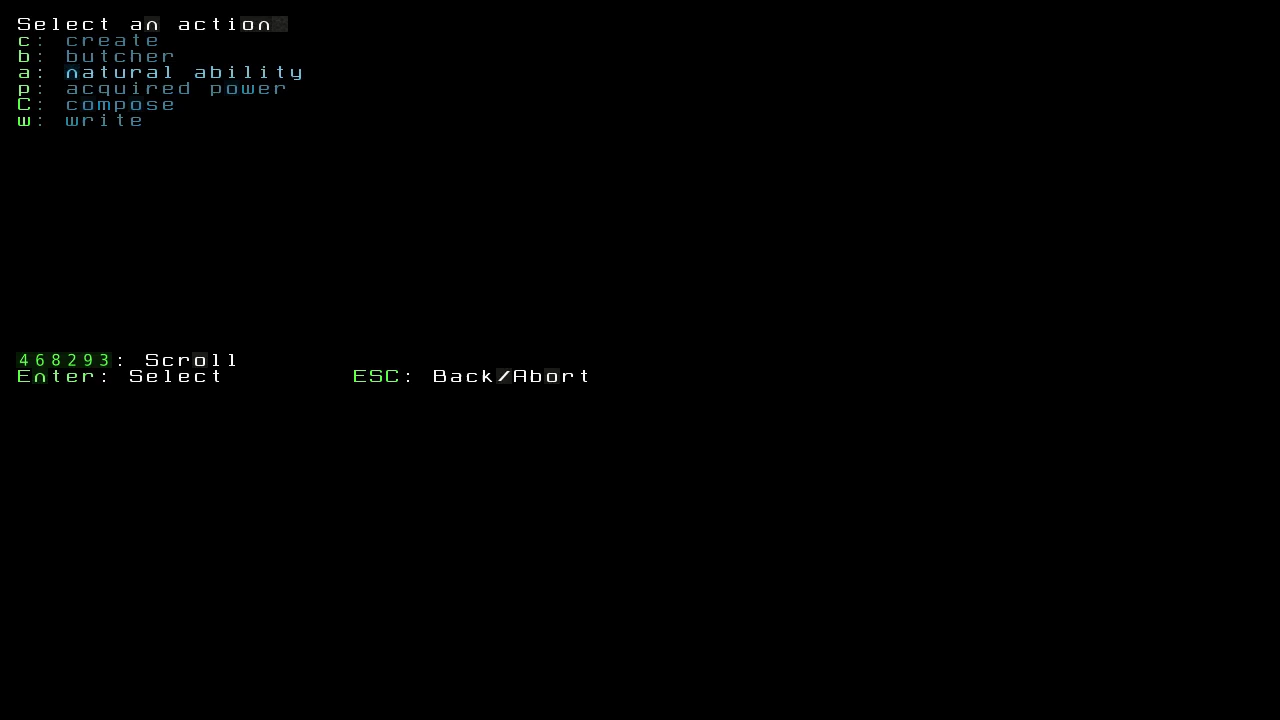 Select an action
c: create
b: butcher
a: natural ability
p: acquired power
C: compose
w: write
468293: Scroll
Enter: Select ESC: Back/Abort